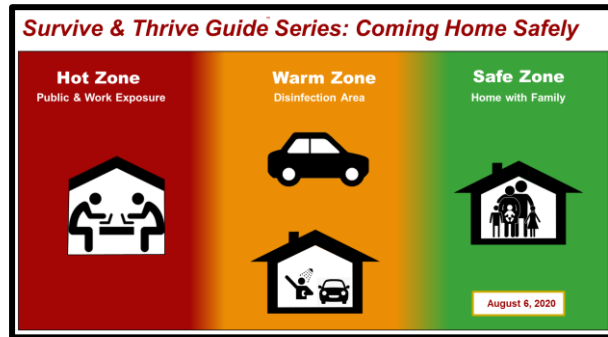 Survive & Thrive Guide™ Series: Coming Home Safely
Hot Zone
Public & Work Exposure
Warm Zone
Disinfection Area
Safe Zone
Home with Family
August 6, 2020